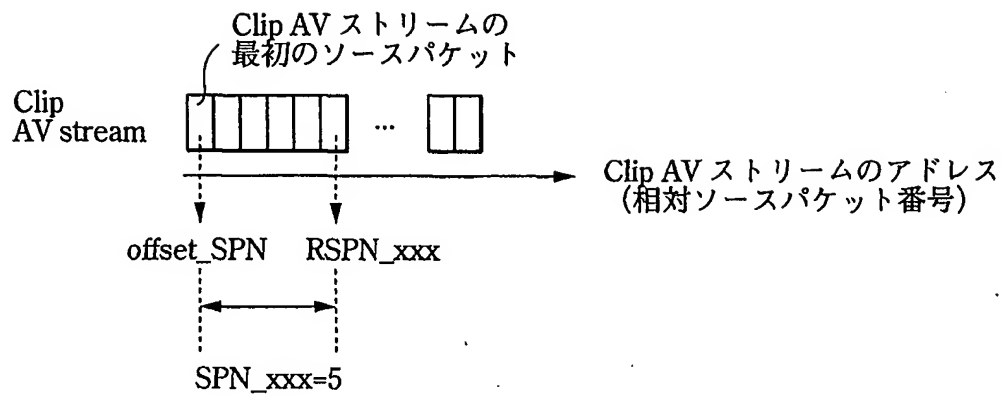 Clip AV ストリームの
最初のソースパケット
Clip
AV stream
...
Clip AV ストリームのアドレス
(相対ソースパケット番号)
offset_SPN RSPN_xxx
SPN_xxx=5